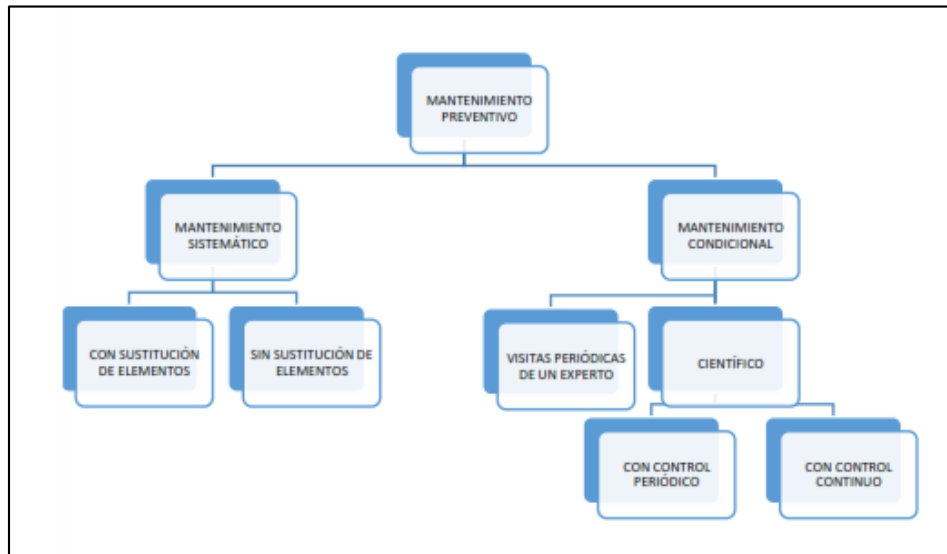 MANTENIMIENTO
PREVENTIVO
MANTENIMIENTO
SISTEMÁTICO
MANTENIMIENTO
CONDICIONAL
CON SUSTITUCIÓN
DE ELEMENTOS
SIN SUSTITUCIÓN DE
ELEMENTOS
VISITAS PERIÓDICAS
DE UN EXPERTO
CIENTÍFICO
CON CONTROL
PERIÓDICO
CON CONTROL
CONTINUO